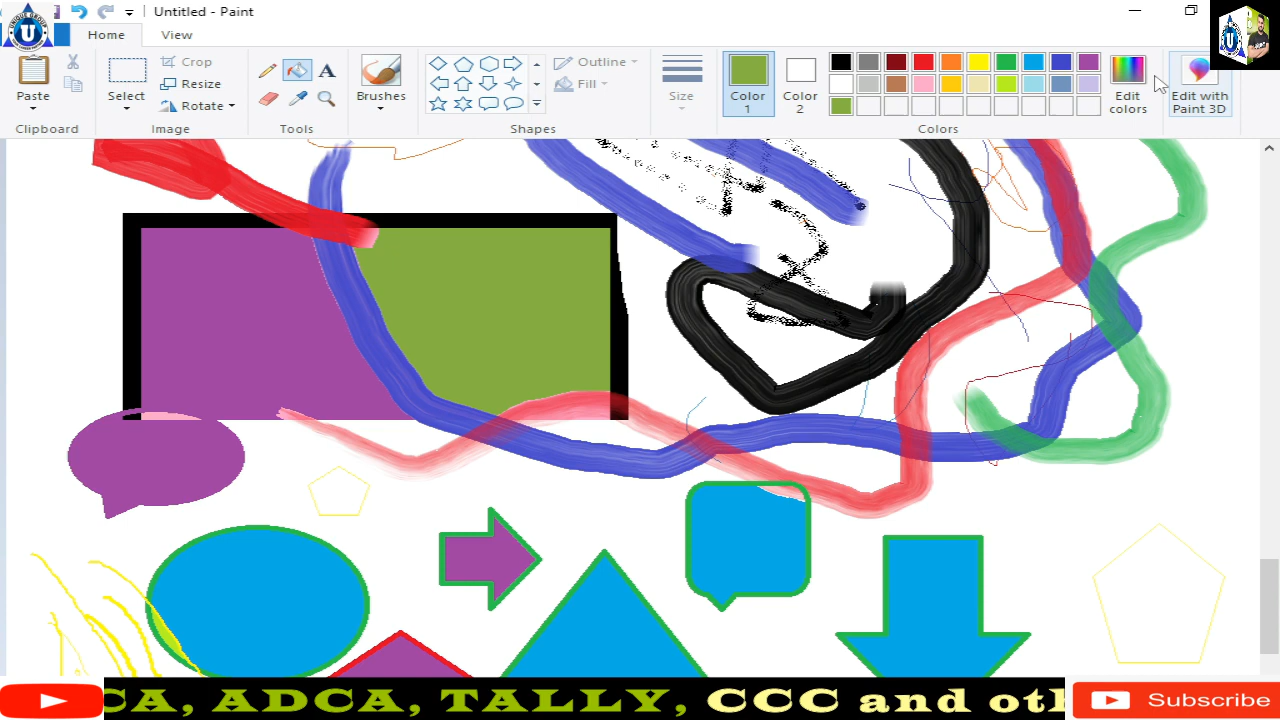 Untitled - Paint
Home View
Paste
Select
Crop
Resize
Rotate
A
Brushes
Outline
Fill
Size
Color 1
Color 2
Edit colors
Edit with Paint 3D
Clipboard
Image
Tools
Shapes
Colors
CA, ADCA, TALLY, CCC and ot
Subscribe